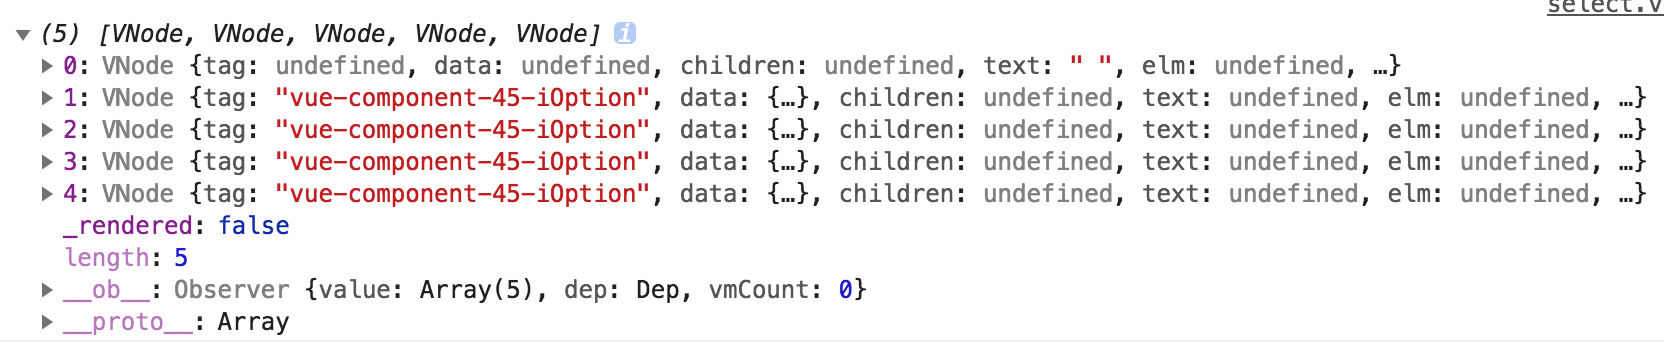 select.v
▼ (5) [VNode, VNode, VNode, VNode, VNode] i
▶ 0: VNode {tag: undefined, data: undefined, children: undefined, text: " ", elm: undefined, …}
▶ 1: VNode {tag: "vue-component-45-iOption", data: {…}, children: undefined, text: undefined, elm: undefined, …}
▶ 2: VNode {tag: "vue-component-45-iOption", data: {…}, children: undefined, text: undefined, elm: undefined, …}
▶ 3: VNode {tag: "vue-component-45-iOption", data: {…}, children: undefined, text: undefined, elm: undefined, …}
▶ 4: VNode {tag: "vue-component-45-iOption", data: {…}, children: undefined, text: undefined, elm: undefined, …}
_rendered: false
length: 5
▶ __ob__: Observer {value: Array(5), dep: Dep, vmCount: 0}
▶ __proto__: Array